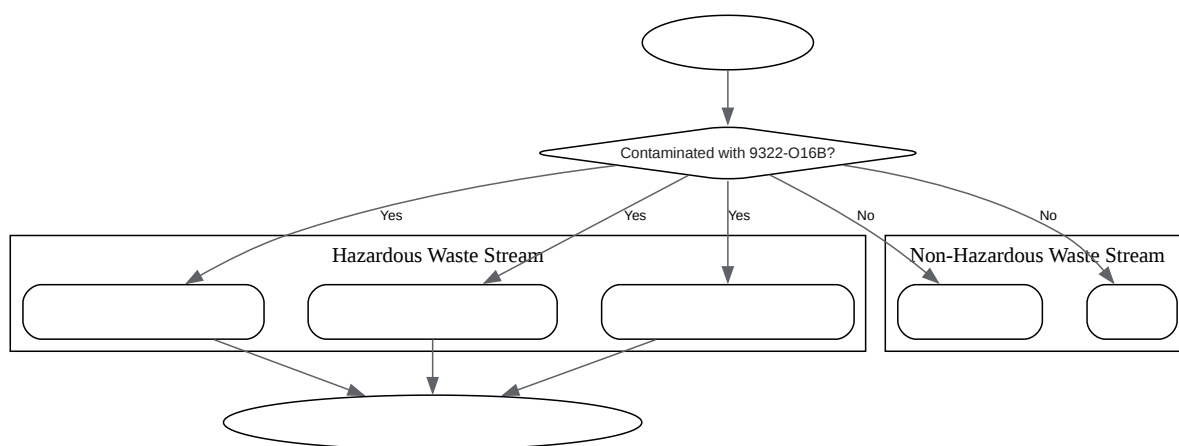 Contaminated with 9322-O16B?
Yes
Yes
Yes
No
No
Hazardous Waste Stream
Non-Hazardous Waste Stream